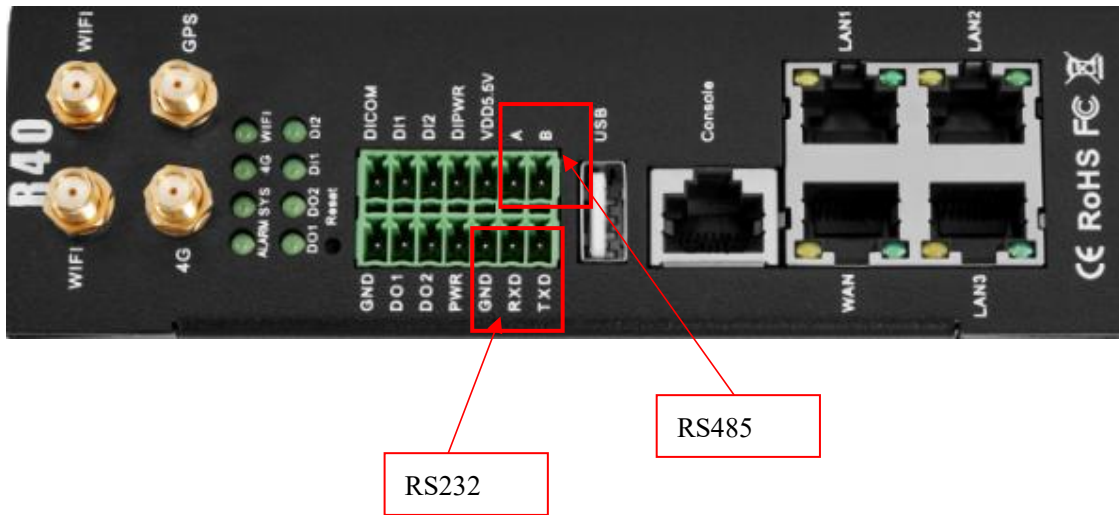 WIFI
GPS
LAN1
LAN2
R40
WIFI
DI2
4G
DI1
SYS
DO2
ALARM
DO1
Reset
DICOM
DI1
DI2
DIPWR
VDD5.5V
A
B
USB
Console
CE RoHS FC
WIFI
4G
GND
DO1
DO2
PWR
GND
RXD
TXD
WAN
LAN3
RS485
RS232